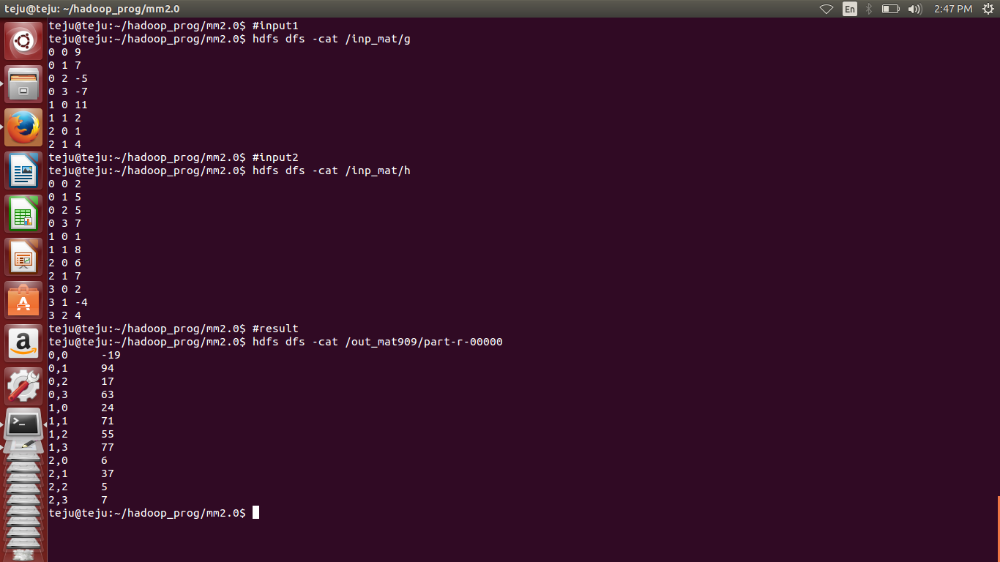 teju@teju: ~/hadoop_prog/mm2.0 En 2:47 PM
teju@teju:~/hadoop_prog/mm2.0$ #input1
teju@teju:~/hadoop_prog/mm2.0$ hdfs dfs -cat /inp_mat/g
0 0 9
0 1 7
0 2 -5
0 3 -7
1 0 11
1 1 2
2 0 1
2 1 4
teju@teju:~/hadoop_prog/mm2.0$ #input2
teju@teju:~/hadoop_prog/mm2.0$ hdfs dfs -cat /inp_mat/h
0 0 2
0 1 5
0 2 5
0 3 7
1 0 1
1 1 8
2 0 6
2 1 7
3 0 2
3 1 -4
3 2 4
teju@teju:~/hadoop_prog/mm2.0$ #result
teju@teju:~/hadoop_prog/mm2.0$ hdfs dfs -cat /out_mat909/part-r-00000
0,0 -19
0,1 94
0,2 17
0,3 63
1,0 24
1,1 71
1,2 55
1,3 77
2,0 6
2,1 37
2,2 5
2,3 7
teju@teju:~/hadoop_prog/mm2.0$